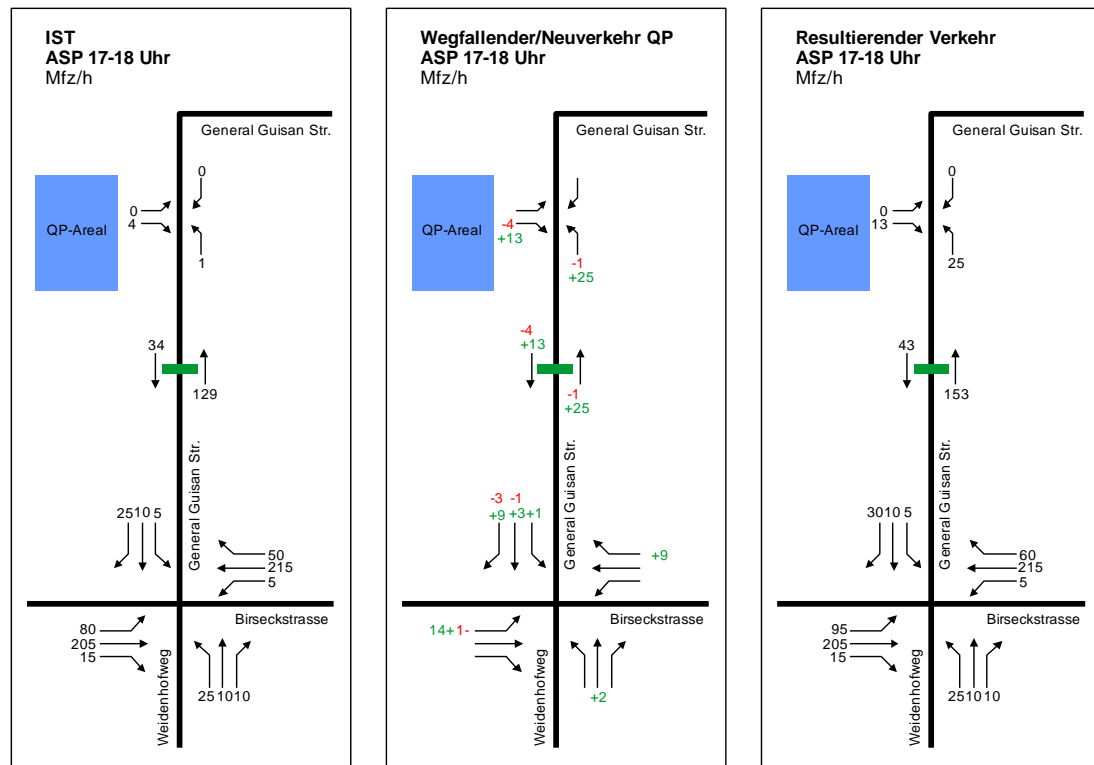 IST
ASP 17-18 Uhr
Mfz/h
General Guisan Str.
QP-Areal
0
0
4
1
34
129
General Guisan Str.
25 10 5
50
215
5
Birseckstrasse
80
205
15
25 10 10
Weidenhofweg
Wegfallender/Neuverkehr QP
ASP 17-18 Uhr
Mfz/h
General Guisan Str.
QP-Areal
-4
+13
-1
+25
-4
+13
-1
+25
General Guisan Str.
-3 -1
+9 +3 +1
+9
Birseckstrasse
14+1-
+2
Weidenhofweg
Resultierender Verkehr
ASP 17-18 Uhr
Mfz/h
General Guisan Str.
QP-Areal
0
0
13
25
43
153
General Guisan Str.
30 10 5
60
215
5
Birseckstrasse
95
205
15
25 10 10
Weidenhofweg